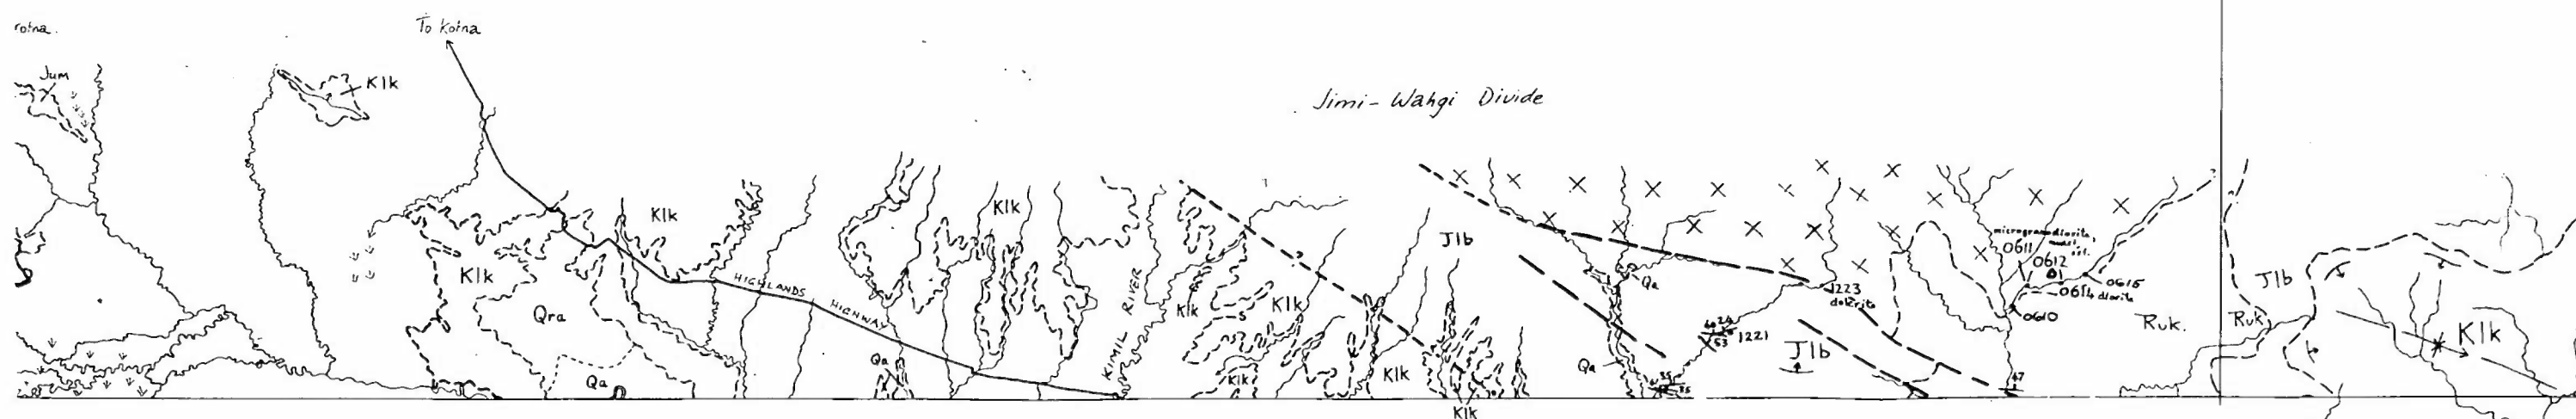 To Kotna
Jum
Klk
Jimi - Wahgi Divide
Klk
Klk
Klk
HIGHLANDS
HIGHWAY
Qra
Qa
Qa
KIMIL RIVER
Klk
Klk
Klk
Klk
Klk
Jlb
Qa
Qa
1221
53
Jlb
1223
dolerite
microgranodiorite,
0611
0612
0615
0614 diorite
0610
67
Ruk.
Ruk
Jlb
Klk